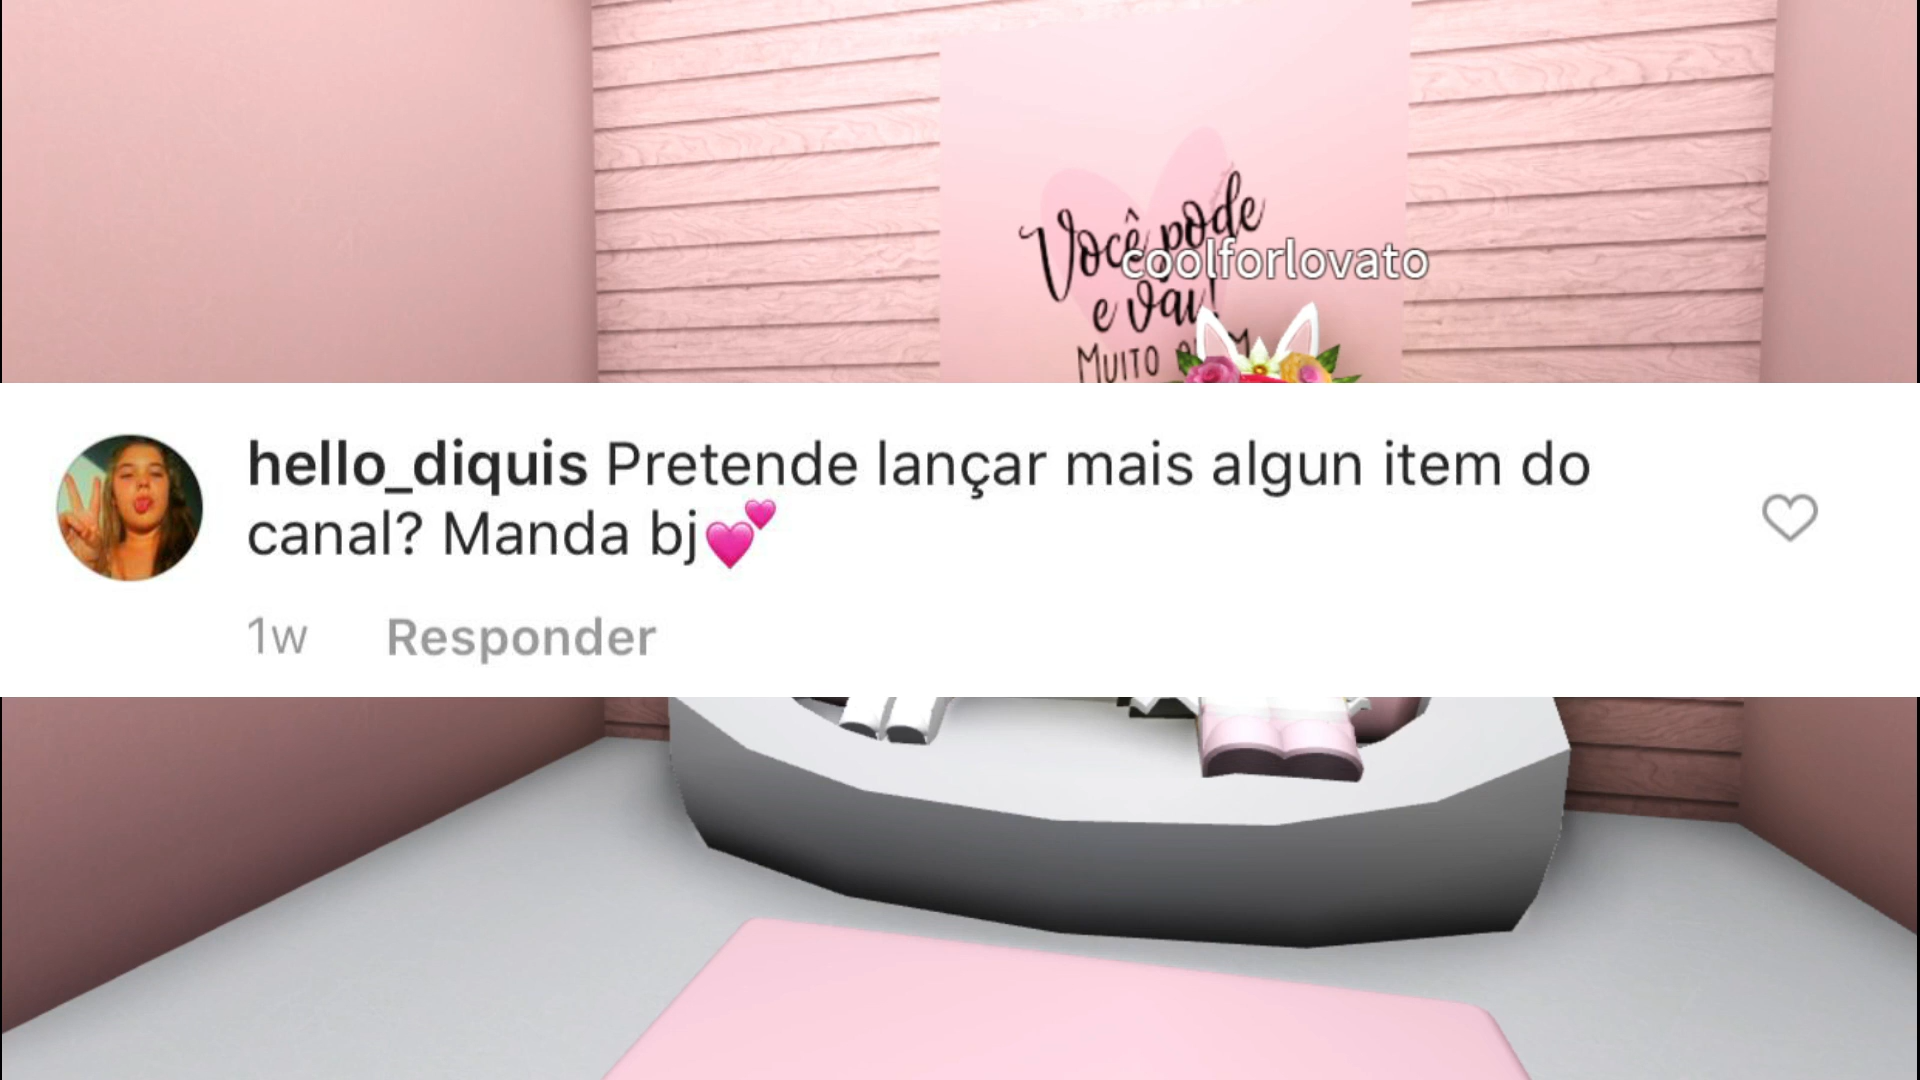 Você pode
coolforlovato
e vai!
MUITO
hello_diquis Pretende lançar mais algun item do
canal? Manda bj💕
1w Responder